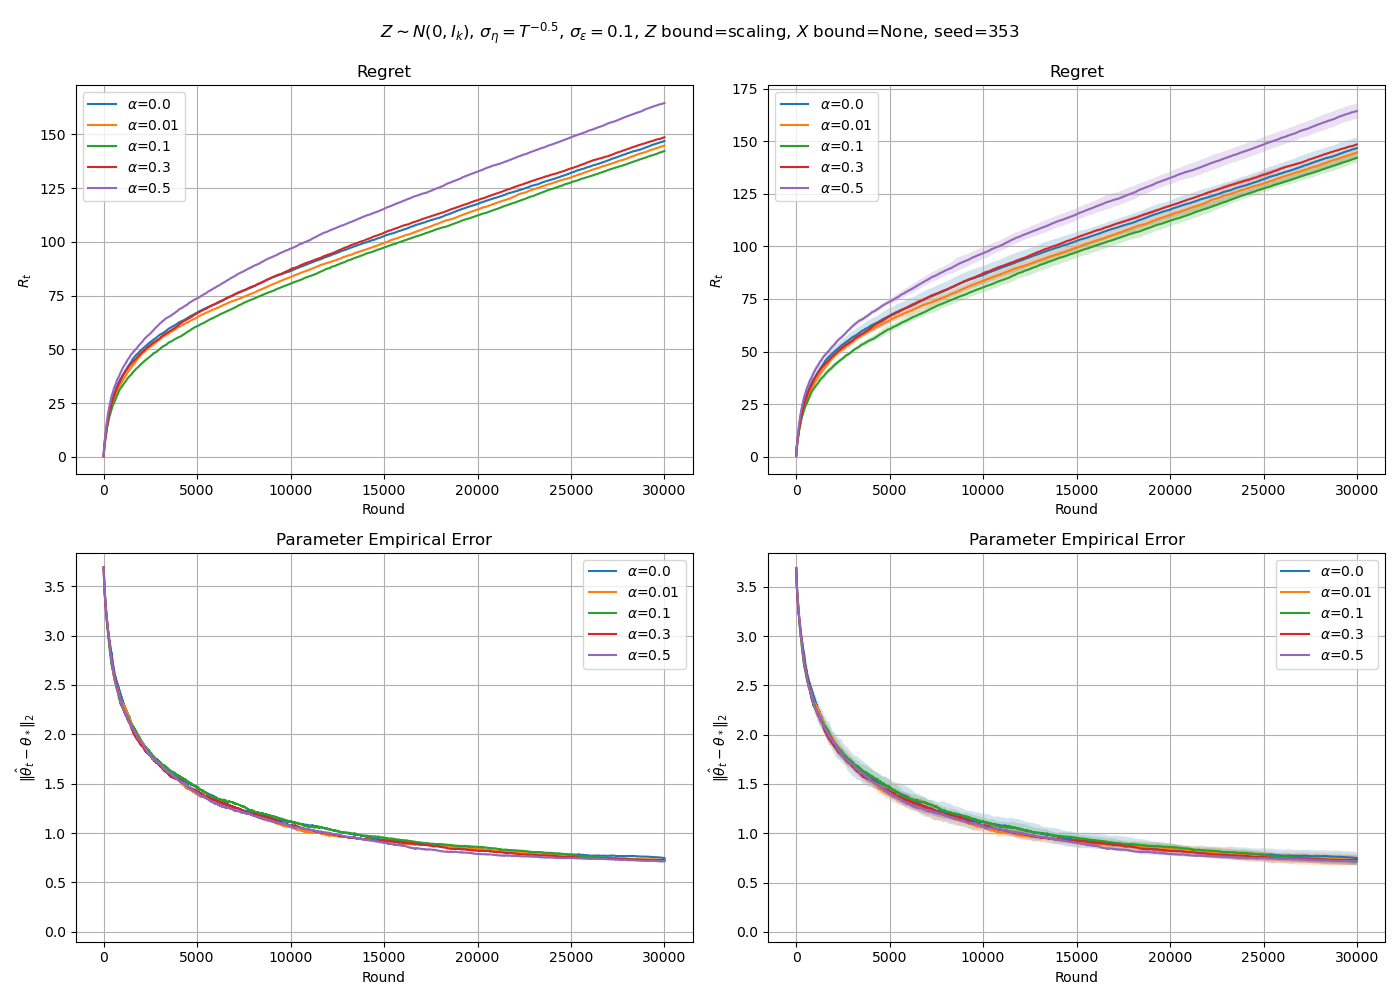 Z ∼ N(0, I_k), σ_η = T^{−0.5}, σ_ε = 0.1, Z bound=scaling, X bound=None, seed=353
Regret
R_t
175
150
125
100
75
50
25
0
α=0.0
α=0.01
α=0.1
α=0.3
α=0.5
0 5000 10000 15000 20000 25000 30000
Round
Regret
R_t
175
150
125
100
75
50
25
0
α=0.0
α=0.01
α=0.1
α=0.3
α=0.5
0 5000 10000 15000 20000 25000 30000
Round
Parameter Empirical Error
‖θ̂_t − θ_*‖_2
3.5
3.0
2.5
2.0
1.5
1.0
0.5
0.0
α=0.0
α=0.01
α=0.1
α=0.3
α=0.5
0 5000 10000 15000 20000 25000 30000
Round
Parameter Empirical Error
‖θ̂_t − θ_*‖_2
3.5
3.0
2.5
2.0
1.5
1.0
0.5
0.0
α=0.0
α=0.01
α=0.1
α=0.3
α=0.5
0 5000 10000 15000 20000 25000 30000
Round